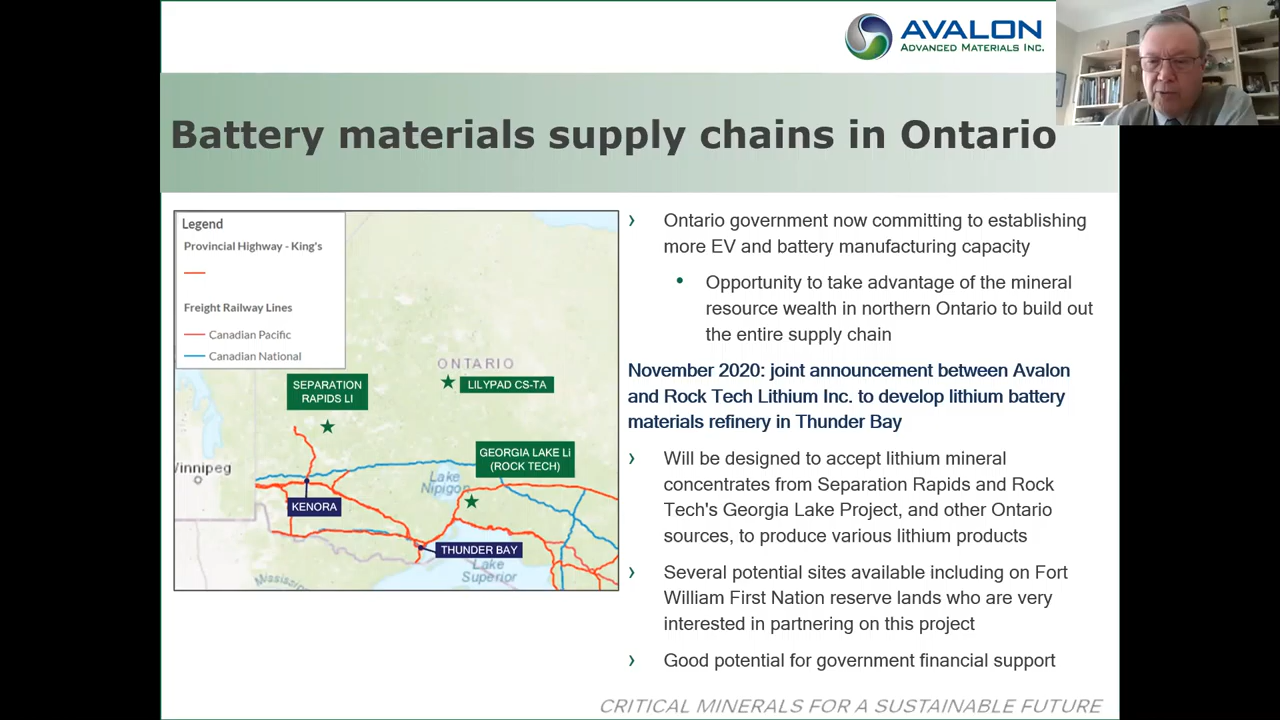 AVALON
ADVANCED MATERIALS INC.
Battery materials supply chains in Ontario
Legend
Provincial Highway - King's
Freight Railway Lines
Canadian Pacific
Canadian National
ONTARIO
SEPARATION
RAPIDS LI
LILYPAD CS-TA
GEORGIA LAKE Li
(ROCK TECH)
Winnipeg
Lake
Nipigon
KENORA
THUNDER BAY
Lake
Superior
› Ontario government now committing to establishing
more EV and battery manufacturing capacity
• Opportunity to take advantage of the mineral
resource wealth in northern Ontario to build out
the entire supply chain
November 2020: joint announcement between Avalon
and Rock Tech Lithium Inc. to develop lithium battery
materials refinery in Thunder Bay
› Will be designed to accept lithium mineral
concentrates from Separation Rapids and Rock
Tech's Georgia Lake Project, and other Ontario
sources, to produce various lithium products
› Several potential sites available including on Fort
William First Nation reserve lands who are very
interested in partnering on this project
› Good potential for government financial support
CRITICAL MINERALS FOR A SUSTAINABLE FUTURE